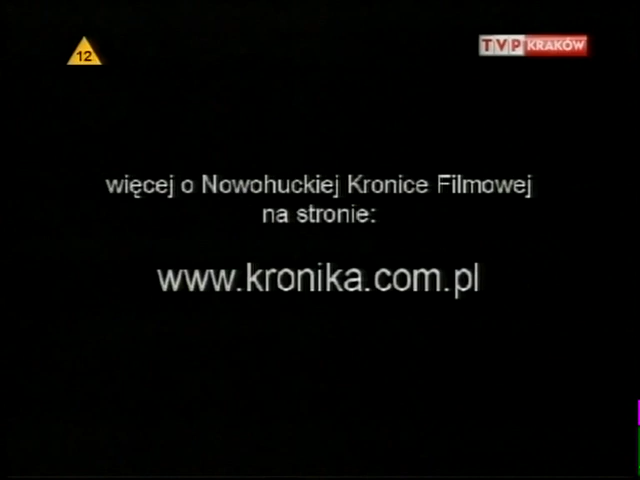 12
TVP KRAKÓW
więcej o Nowohuckiej Kronice Filmowej
na stronie:
www.kronika.com.pl